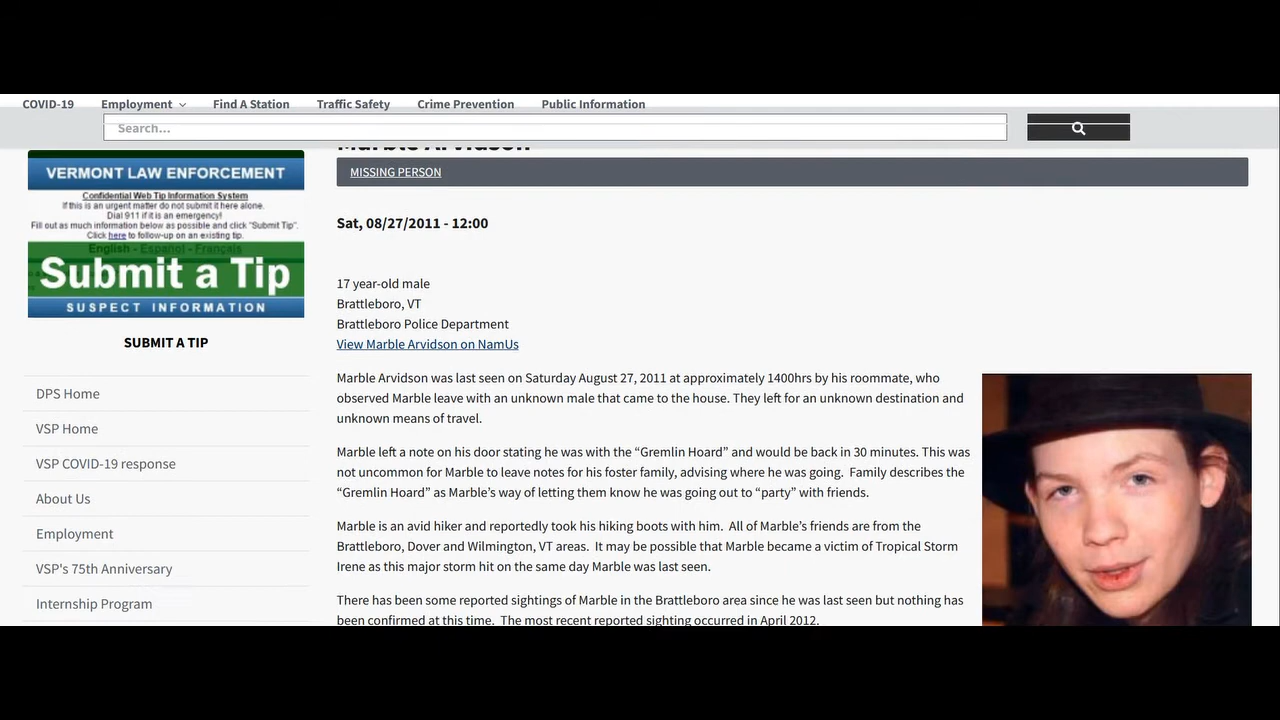 COVID-19 Employment Find A Station Traffic Safety Crime Prevention Public Information
Search...
Marble Arvidson
MISSING PERSON
VERMONT LAW ENFORCEMENT
Confidential Web Tip Information System
If this is an urgent matter do not submit it here alone.
Dial 911 if it is an emergency!
Fill out as much information below as possible and click "Submit Tip".
Click here to follow-up on an existing tip.
English - Español - Français
Submit a Tip
SUSPECT INFORMATION
SUBMIT A TIP
DPS Home
VSP Home
VSP COVID-19 response
About Us
Employment
VSP's 75th Anniversary
Internship Program
Sat, 08/27/2011 - 12:00
17 year-old male
Brattleboro, VT
Brattleboro Police Department
View Marble Arvidson on NamUs
Marble Arvidson was last seen on Saturday August 27, 2011 at approximately 1400hrs by his roommate, who
observed Marble leave with an unknown male that came to the house. They left for an unknown destination and
unknown means of travel.
Marble left a note on his door stating he was with the “Gremlin Hoard” and would be back in 30 minutes. This was
not uncommon for Marble to leave notes for his foster family, advising where he was going. Family describes the
“Gremlin Hoard” as Marble’s way of letting them know he was going out to “party” with friends.
Marble is an avid hiker and reportedly took his hiking boots with him. All of Marble’s friends are from the
Brattleboro, Dover and Wilmington, VT areas. It may be possible that Marble became a victim of Tropical Storm
Irene as this major storm hit on the same day Marble was last seen.
There has been some reported sightings of Marble in the Brattleboro area since he was last seen but nothing has
been confirmed at this time. The most recent reported sighting occurred in April 2012.